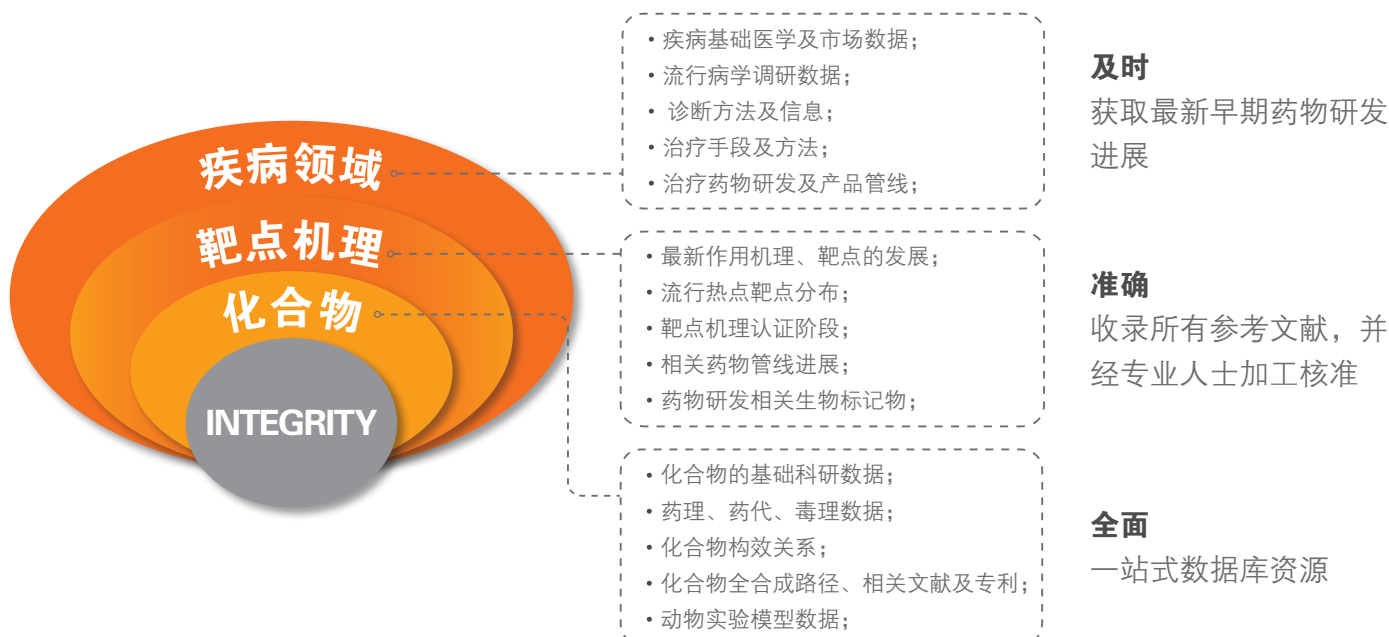 疾病领域
靶点机理
化合物
INTEGRITY
•疾病基础医学及市场数据；
•流行病学调研数据；
• 诊断方法及信息；
•治疗手段及方法；
•治疗药物研发及产品管线；
•最新作用机理、靶点的发展；
•流行热点靶点分布；
•靶点机理认证阶段；
•相关药物管线进展；
•药物研发相关生物标记物；
•化合物的基础科研数据；
•药理、药代、毒理数据；
•化合物构效关系；
•化合物全合成路径、相关文献及专利；
•动物实验模型数据；
及时
获取最新早期药物研发
进展
准确
收录所有参考文献，并
经专业人士加工核准
全面
一站式数据库资源